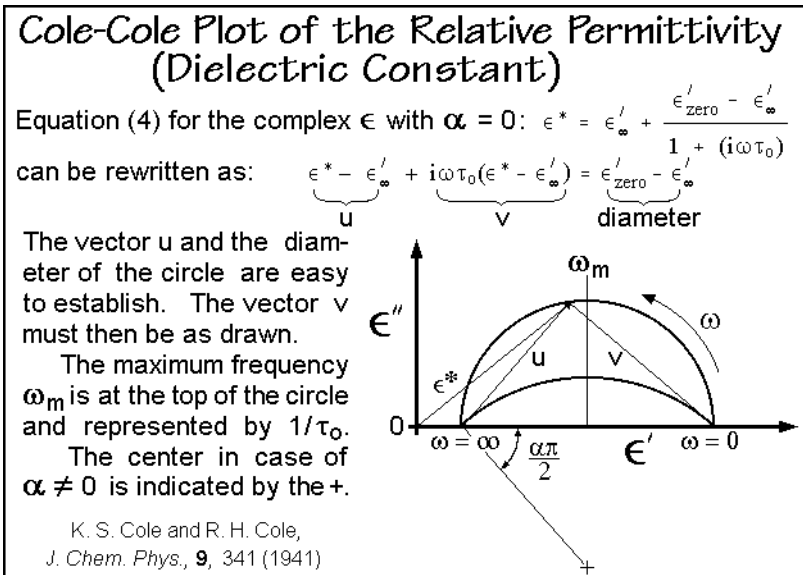 Cole-Cole Plot of the Relative Permittivity
(Dielectric Constant)
Equation (4) for the complex ϵ with α = 0: ϵ* = ϵ′∞ + (ϵ′zero − ϵ′∞) / (1 + (iωτo))
can be rewritten as: ϵ* − ϵ′∞ + iωτo(ϵ* − ϵ′∞) = ϵ′zero − ϵ′∞
u v diameter
The vector u and the diam-
eter of the circle are easy
to establish. The vector v
must then be as drawn.
The maximum frequency
ωm is at the top of the circle
and represented by 1/τo.
The center in case of
α ≠ 0 is indicated by the +.
K. S. Cole and R. H. Cole,
J. Chem. Phys., 9, 341 (1941)
ωm
ϵ″
ω
u v
ϵ*
0
ω = ∞ απ/2 ϵ′ ω = 0
+